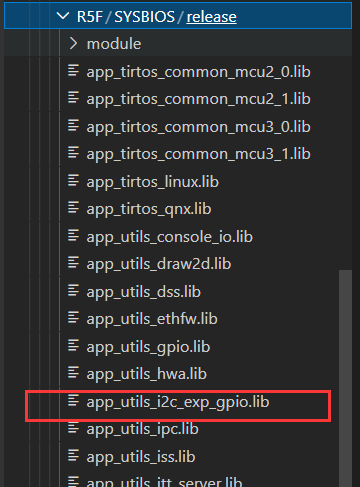 R5F/SYSBIOS/release
module
app_tirtos_common_mcu2_0.lib
app_tirtos_common_mcu2_1.lib
app_tirtos_common_mcu3_0.lib
app_tirtos_common_mcu3_1.lib
app_tirtos_linux.lib
app_tirtos_qnx.lib
app_utils_console_io.lib
app_utils_draw2d.lib
app_utils_dss.lib
app_utils_ethfw.lib
app_utils_gpio.lib
app_utils_hwa.lib
app_utils_i2c_exp_gpio.lib
app_utils_ipc.lib
app_utils_iss.lib
app_utils_itt_server.lib